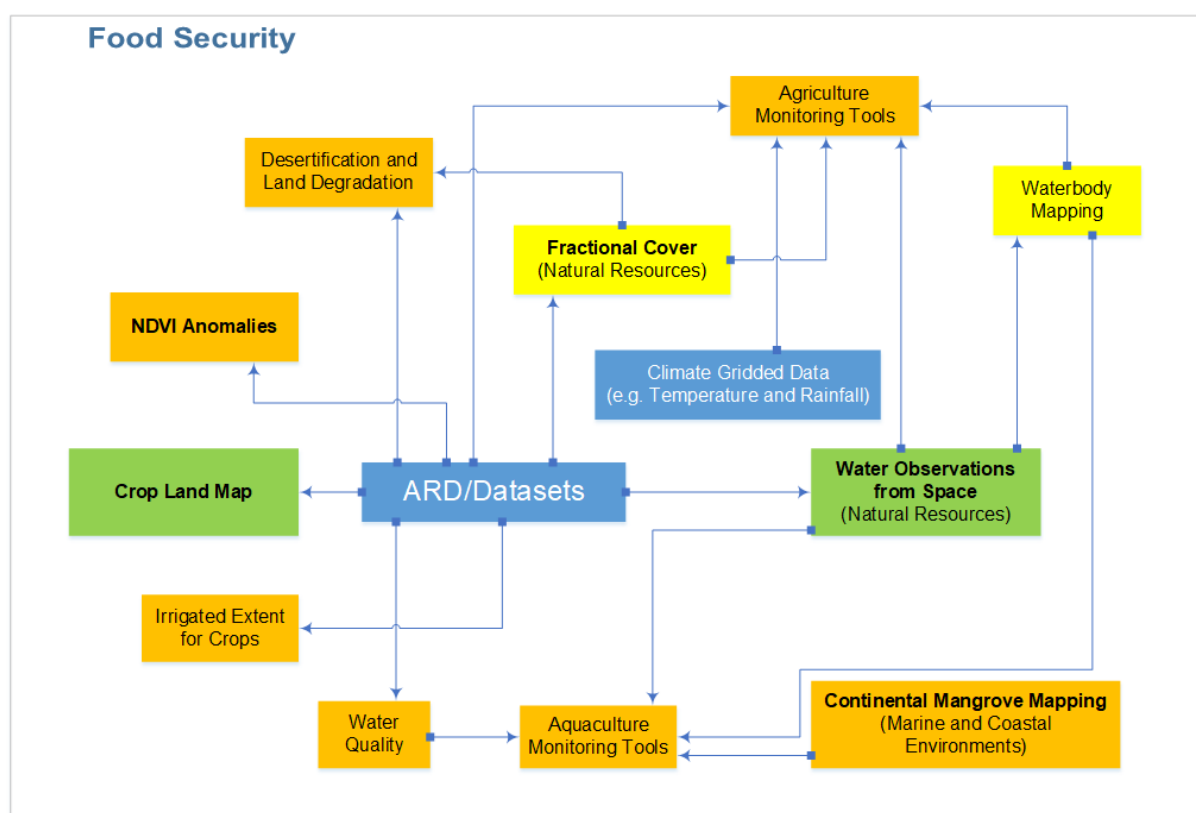 Food Security
Agriculture
Monitoring Tools
Desertification and
Land Degradation
Waterbody
Mapping
Fractional Cover
(Natural Resources)
NDVI Anomalies
Climate Gridded Data
(e.g. Temperature and Rainfall)
Crop Land Map
ARD/Datasets
Water Observations
from Space
(Natural Resources)
Irrigated Extent
for Crops
Water
Quality
Aquaculture
Monitoring Tools
Continental Mangrove Mapping
(Marine and Coastal
Environments)